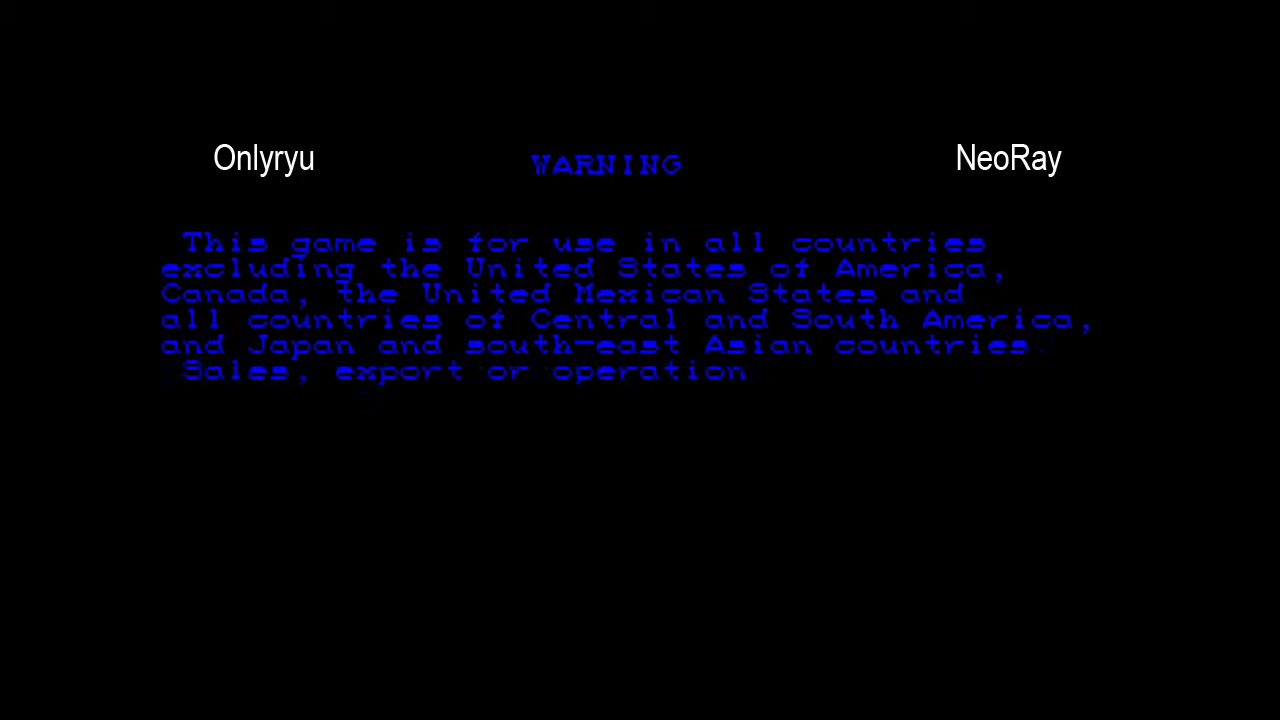 Onlyryu WARNING NeoRay
This game is for use in all countries
excluding the United States of America,
Canada, the United Mexican States and
all countries of Central and South America,
and Japan and south-east Asian countries.
Sales, export or operation